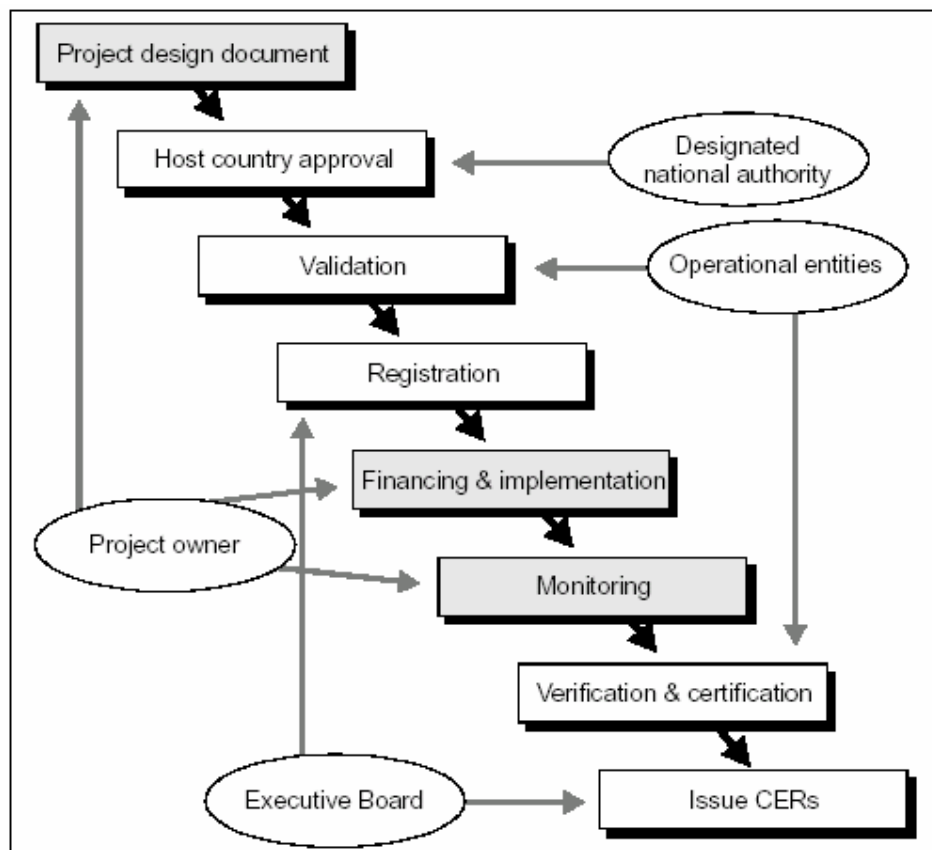 Project design document
Host country approval
Designated
national authority
Validation
Operational entities
Registration
Financing & implementation
Project owner
Monitoring
Verification & certification
Executive Board
Issue CERs